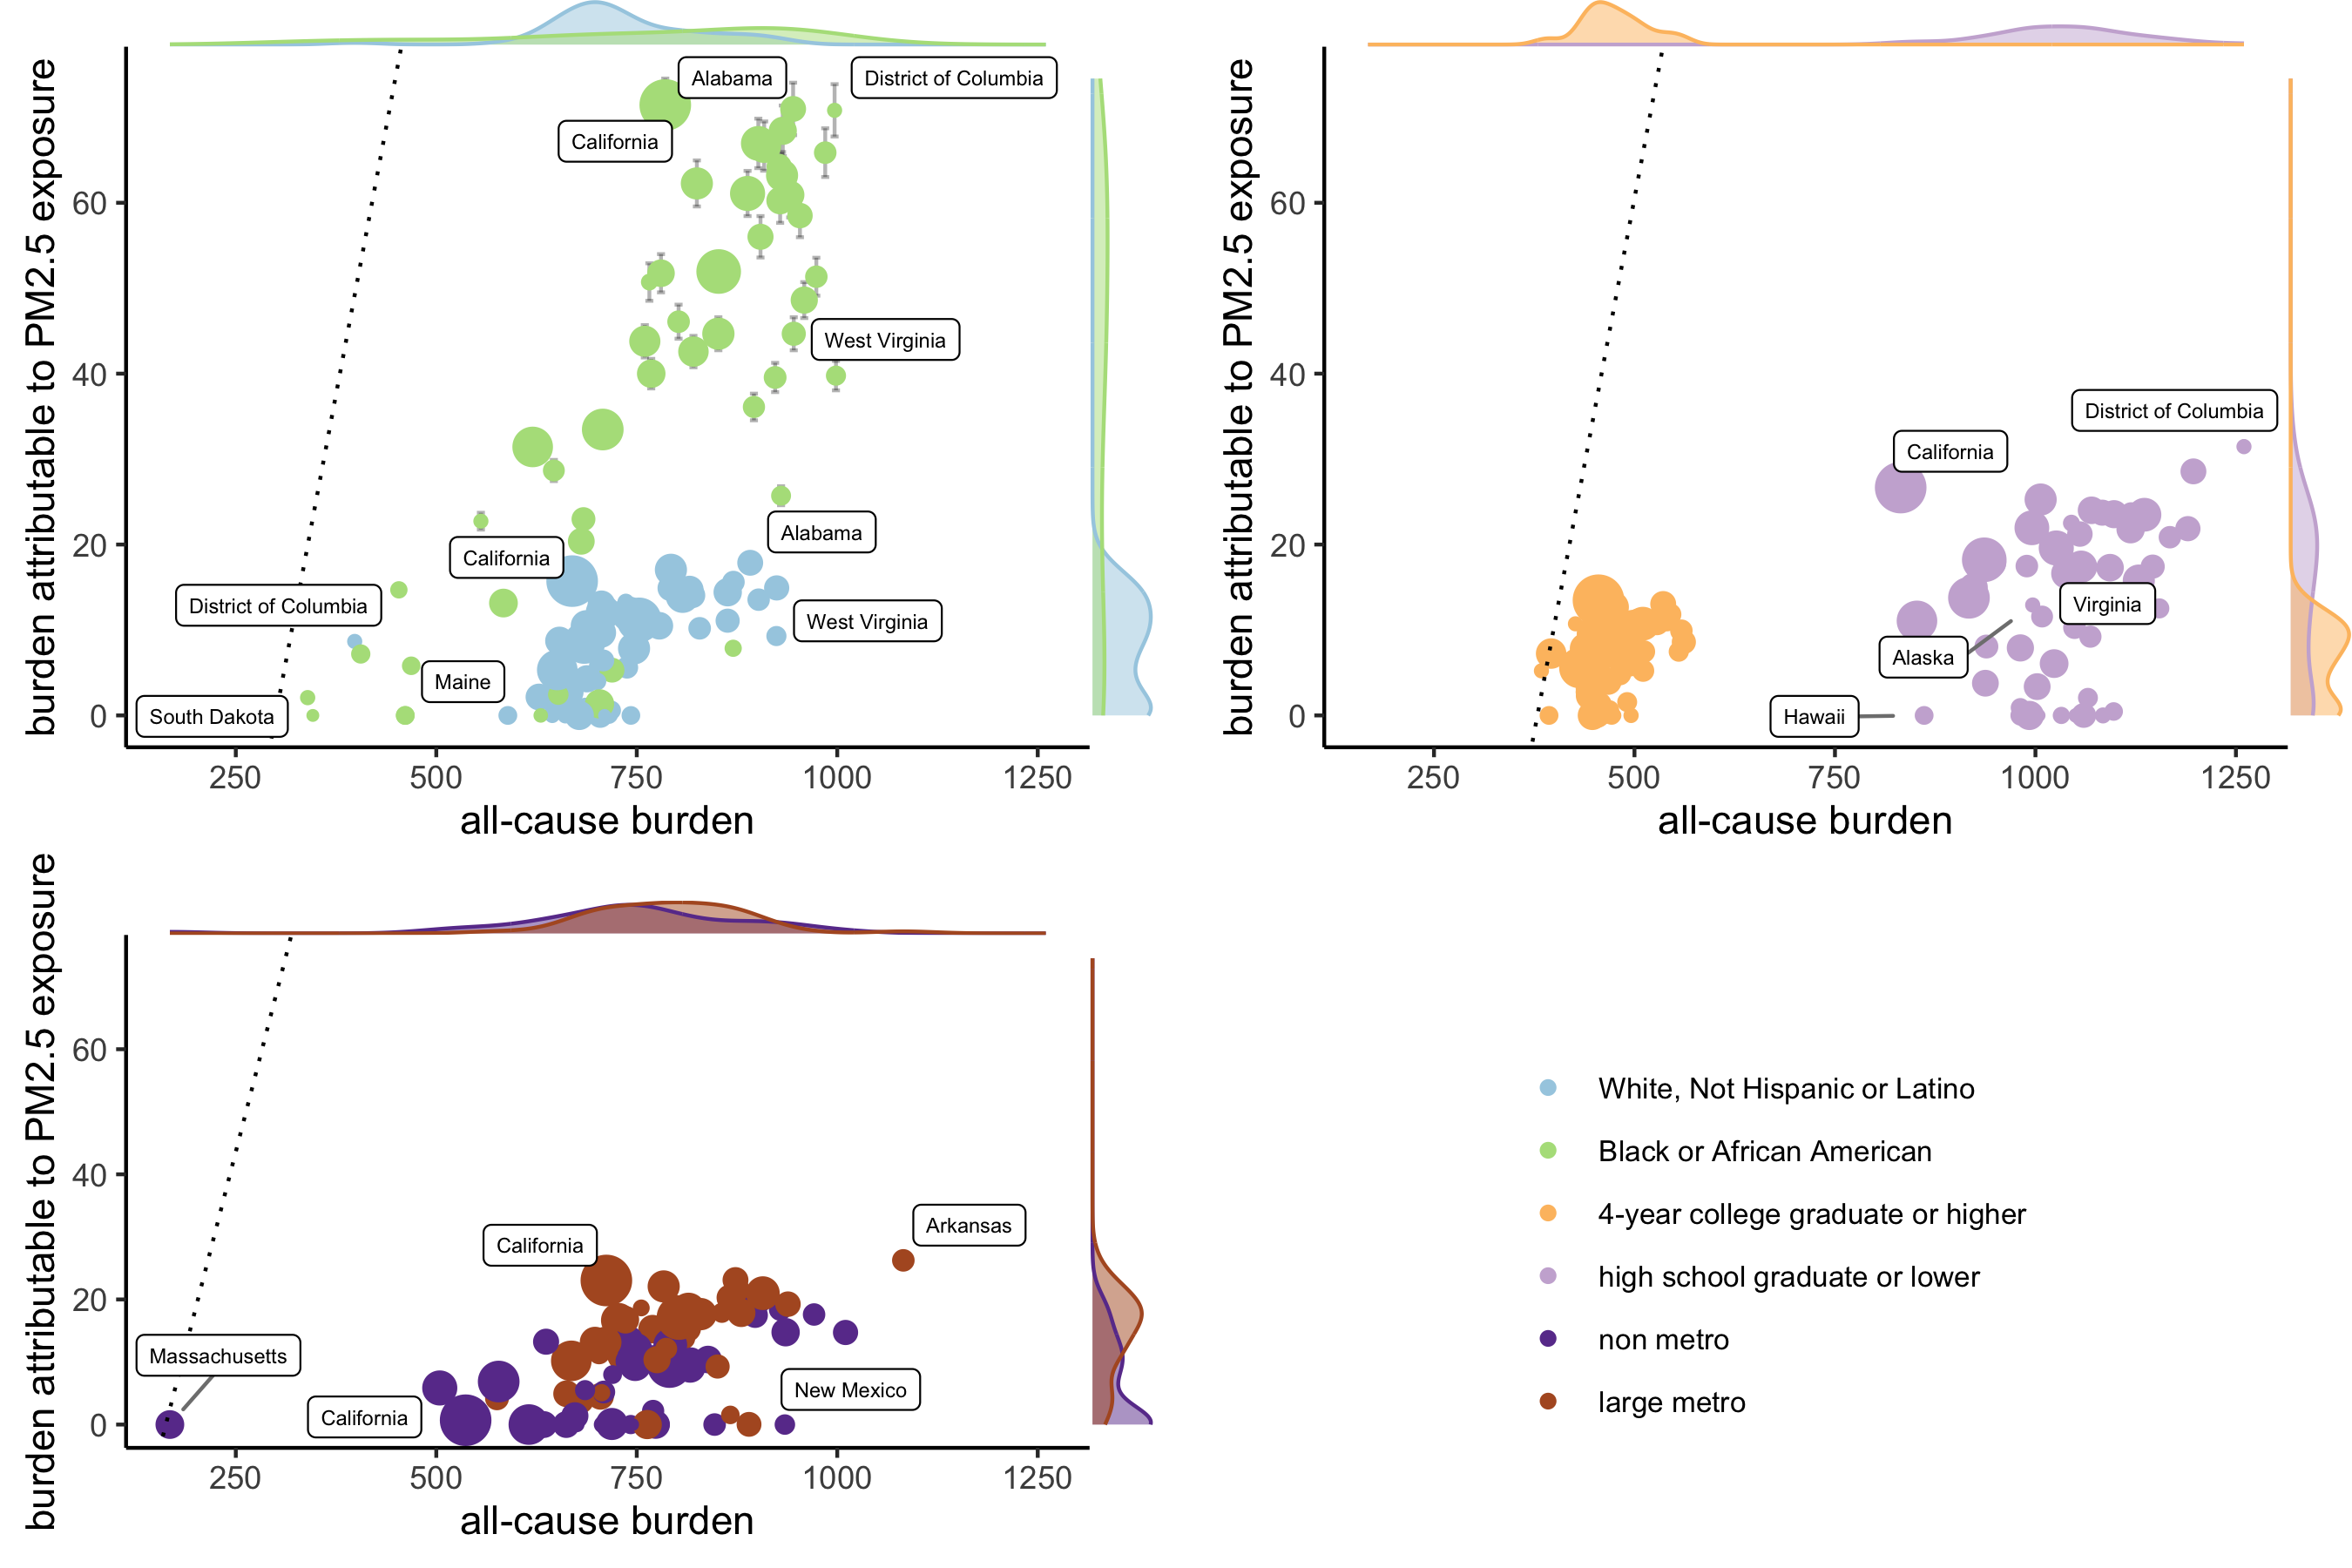 burden attributable to PM2.5 exposure
60
40
20
0
250
500
750
1000
1250
all-cause burden
Alabama
District of Columbia
California
West Virginia
Alabama
California
District of Columbia
West Virginia
Maine
South Dakota
burden attributable to PM2.5 exposure
60
40
20
0
250
500
750
1000
1250
all-cause burden
District of Columbia
California
Virginia
Alaska
Hawaii
burden attributable to PM2.5 exposure
60
40
20
0
250
500
750
1000
1250
all-cause burden
Arkansas
California
Massachusetts
New Mexico
California
White, Not Hispanic or Latino
Black or African American
4-year college graduate or higher
high school graduate or lower
non metro
large metro